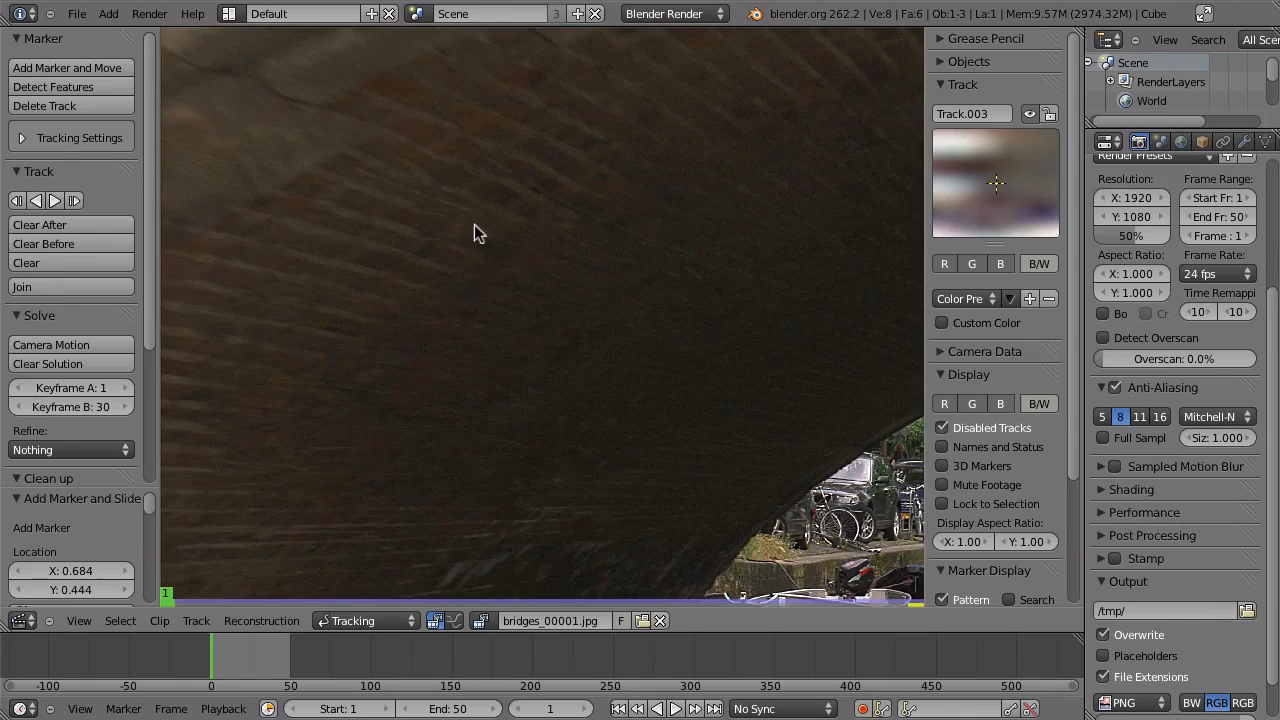 File Add Render Help Default Scene 3 Blender Render blender.org 262.2 | Ve:8 | Fa:6 | Ob:1-3 | La:1 | Mem:9.57M (2974.32M) | Cube
Marker
Add Marker and Move
Detect Features
Delete Track
Tracking Settings
Track
Clear After
Clear Before
Clear
Join
Solve
Camera Motion
Clear Solution
Keyframe A: 1
Keyframe B: 30
Refine:
Nothing
Clean up
Add Marker and Slide
Add Marker
Location
X: 0.684
Y: 0.444
1
View Select Clip Track Reconstruction Tracking bridges_00001.jpg F
Grease Pencil
Objects
Track
Track.003
R G B B/W
Color Pre
Custom Color
Camera Data
Display
R G B B/W
Disabled Tracks
Names and Status
3D Markers
Mute Footage
Lock to Selection
Display Aspect Ratio:
X: 1.00 Y: 1.00
Marker Display
Pattern Search
View Search All Scen
Scene
RenderLayers
World
Render Presets
Resolution: Frame Range:
X: 1920 Start Fr: 1
Y: 1080 End Fr: 50
50% Frame : 1
Aspect Ratio: Frame Rate:
X: 1.000 24 fps
Y: 1.000 Time Remappi
Bo Cr 10 10
Detect Overscan
Overscan: 0.0%
Anti-Aliasing
5 8 11 16 Mitchell-N
Full Sampl Siz: 1.000
Sampled Motion Blur
Shading
Performance
Post Processing
Stamp
Output
/tmp/
Overwrite
Placeholders
File Extensions
PNG BW RGB RGB
-100 -50 0 50 100 150 200 250 300 350 400 450 500
View Marker Frame Playback Start: 1 End: 50 1 No Sync